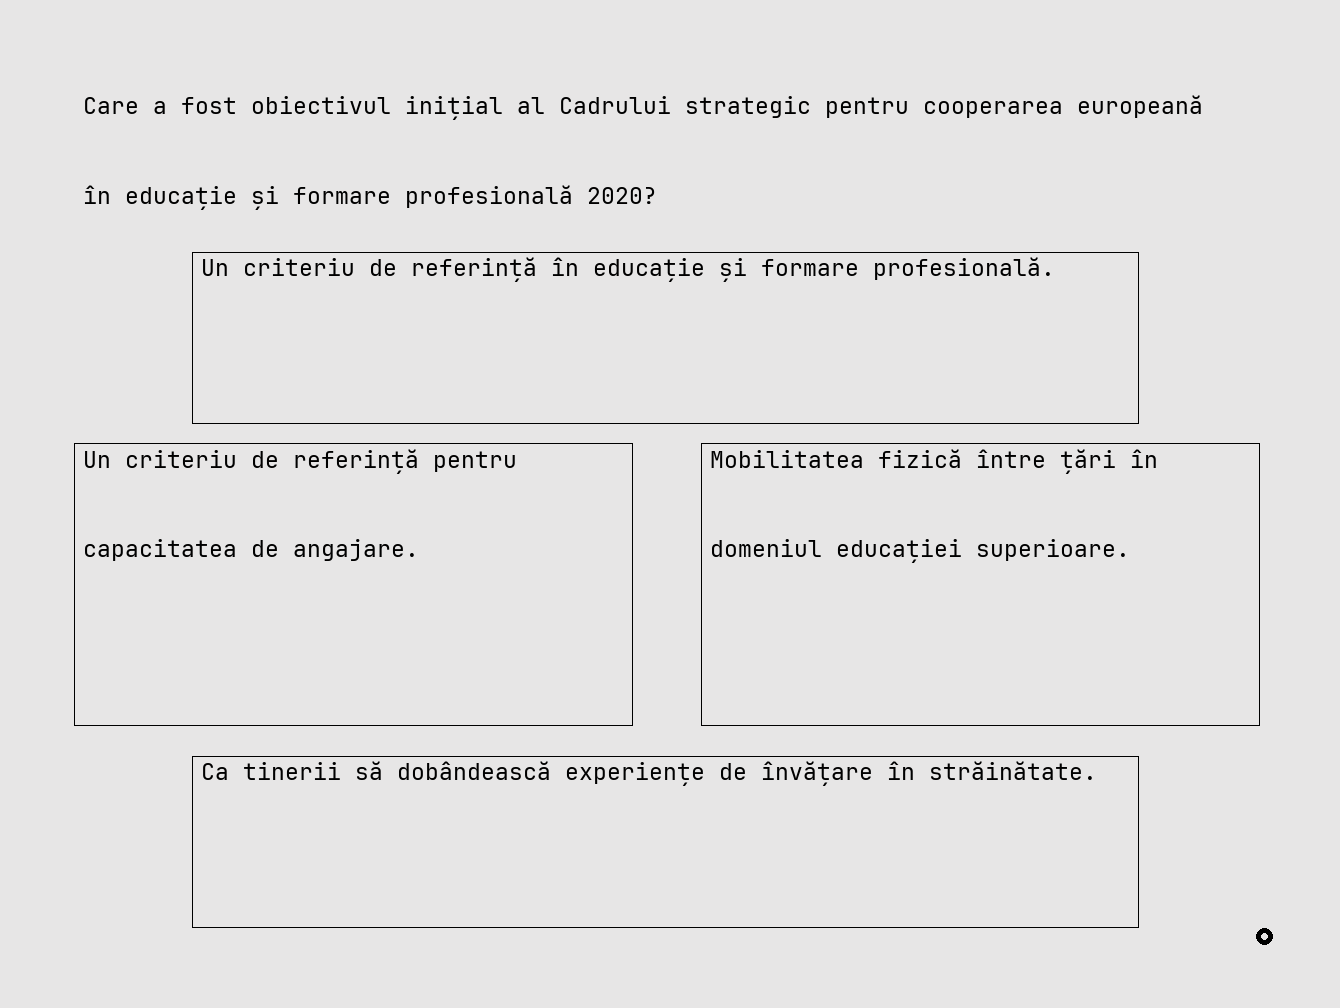 Care a fost obiectivul inițial al Cadrului strategic pentru cooperarea europeană
în educație și formare profesională 2020?
Un criteriu de referință în educație și formare profesională.
Un criteriu de referință pentru
capacitatea de angajare.
Mobilitatea fizică între țări în
domeniul educației superioare.
Ca tinerii să dobândească experiențe de învățare în străinătate.